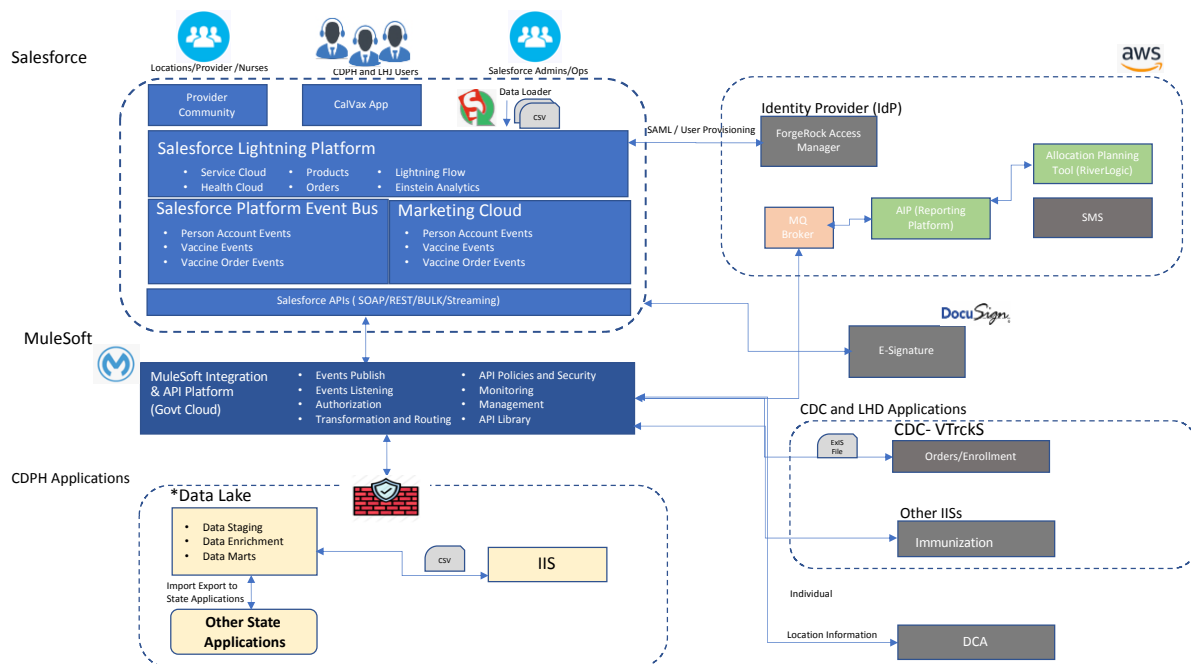 Salesforce
Locations/Provider /Nurses
CDPH and LHJ Users
Salesforce Admins/Ops
aws
Provider
Community
CalVax App
Data Loader
S
csv
Identity Provider (IdP)
SAML / User Provisioning
ForgeRock Access
Manager
Salesforce Lightning Platform
• Service Cloud
• Health Cloud
• Products
• Orders
• Lightning Flow
• Einstein Analytics
Allocation Planning
Tool (RiverLogic)
Salesforce Platform Event Bus
• Person Account Events
• Vaccine Events
• Vaccine Order Events
Marketing Cloud
• Person Account Events
• Vaccine Events
• Vaccine Order Events
MQ
Broker
AIP (Reporting
Platform)
SMS
Salesforce APIs ( SOAP/REST/BULK/Streaming)
DocuSign
E-Signature
MuleSoft
MuleSoft Integration
& API Platform
(Govt Cloud)
• Events Publish
• Events Listening
• Authorization
• Transformation and Routing
• API Policies and Security
• Monitoring
• Management
• API Library
CDC and LHD Applications
CDC- VTrckS
ExIS
File
Orders/Enrollment
Other IISs
Immunization
CDPH Applications
*Data Lake
• Data Staging
• Data Enrichment
• Data Marts
csv
IIS
Import Export to
State Applications
Other State
Applications
Individual
Location Information
DCA